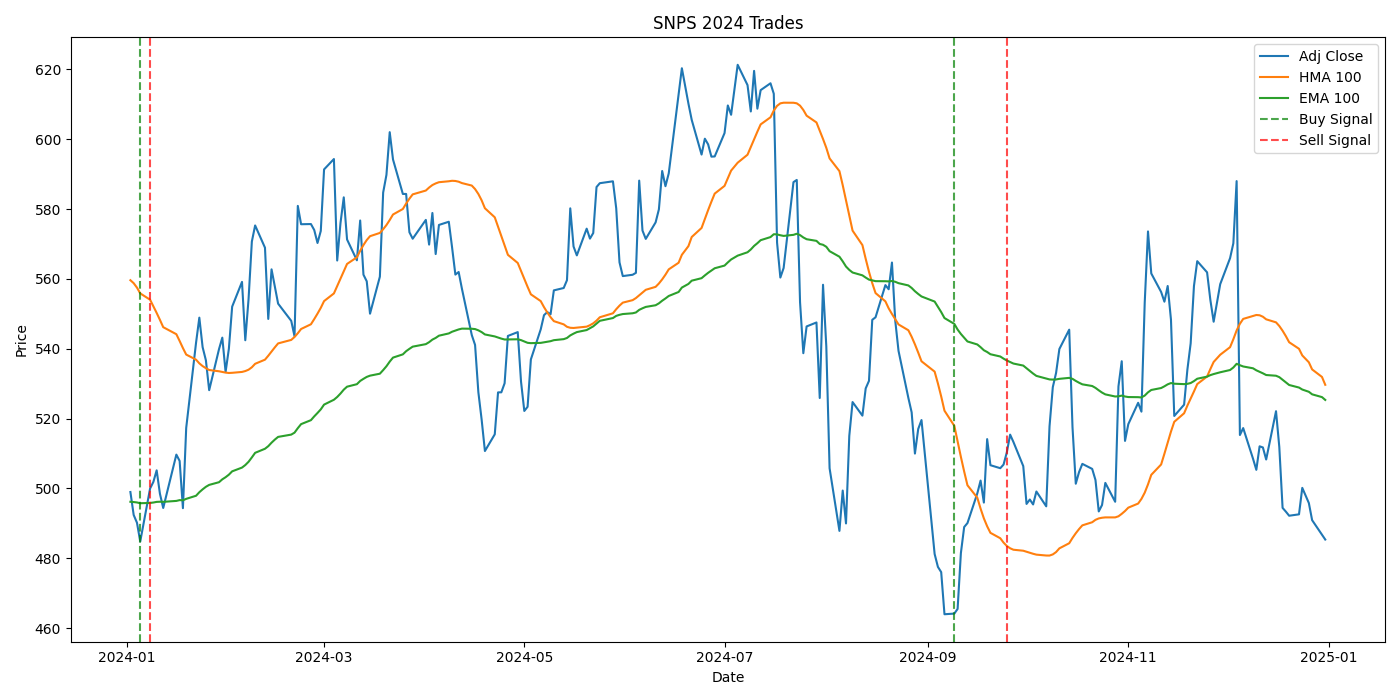 SNPS 2024 Trades
Adj Close
HMA 100
EMA 100
Buy Signal
Sell Signal
Price
620
600
580
560
540
520
500
480
460
2024-01
2024-03
2024-05
2024-07
2024-09
2024-11
2025-01
Date